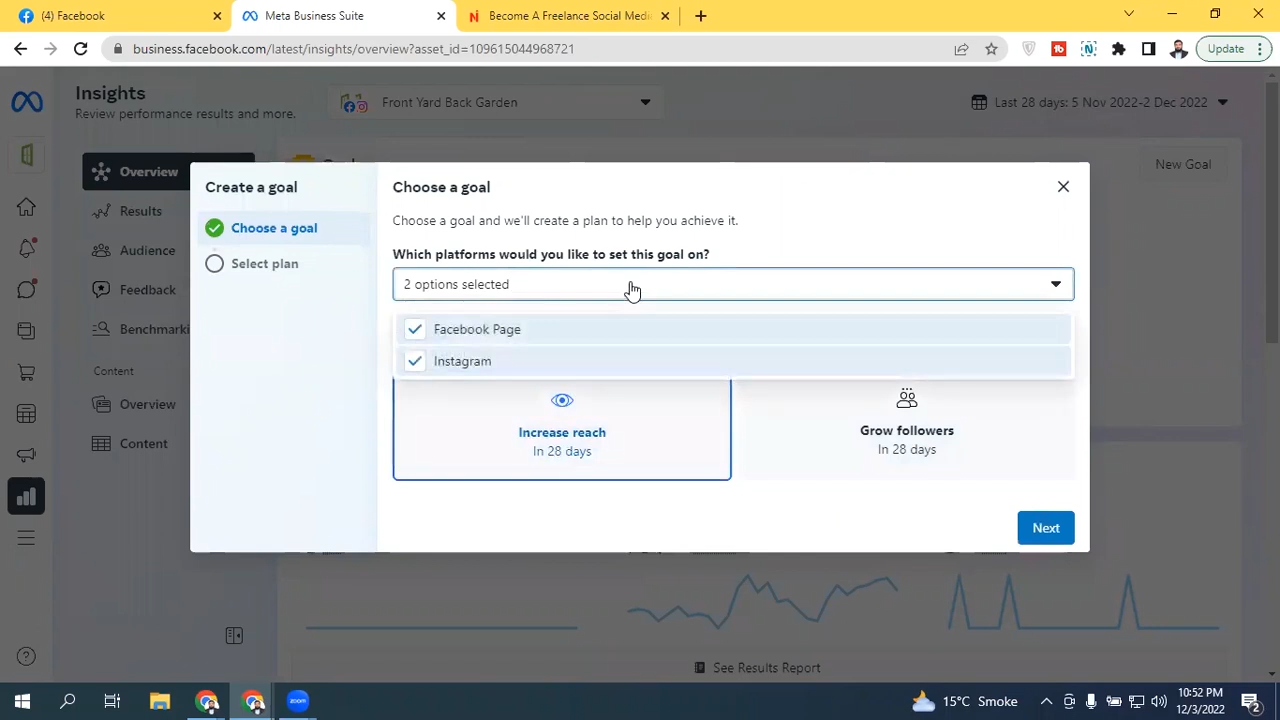 (4) Facebook
Meta Business Suite
Become A Freelance Social Medi
business.facebook.com/latest/insights/overview?asset_id=109615044968721
Update
Insights
Review performance results and more.
Front Yard Back Garden
Last 28 days: 5 Nov 2022-2 Dec 2022
New Goal
Overview
Results
Audience
Feedback
Benchmarki
Content
Overview
Content
Create a goal
Choose a goal
Select plan
Choose a goal
Choose a goal and we'll create a plan to help you achieve it.
Which platforms would you like to set this goal on?
2 options selected
Facebook Page
Instagram
Increase reach
In 28 days
Grow followers
In 28 days
Next
See Results Report
zoom
15°C Smoke
10:52 PM
12/3/2022
2